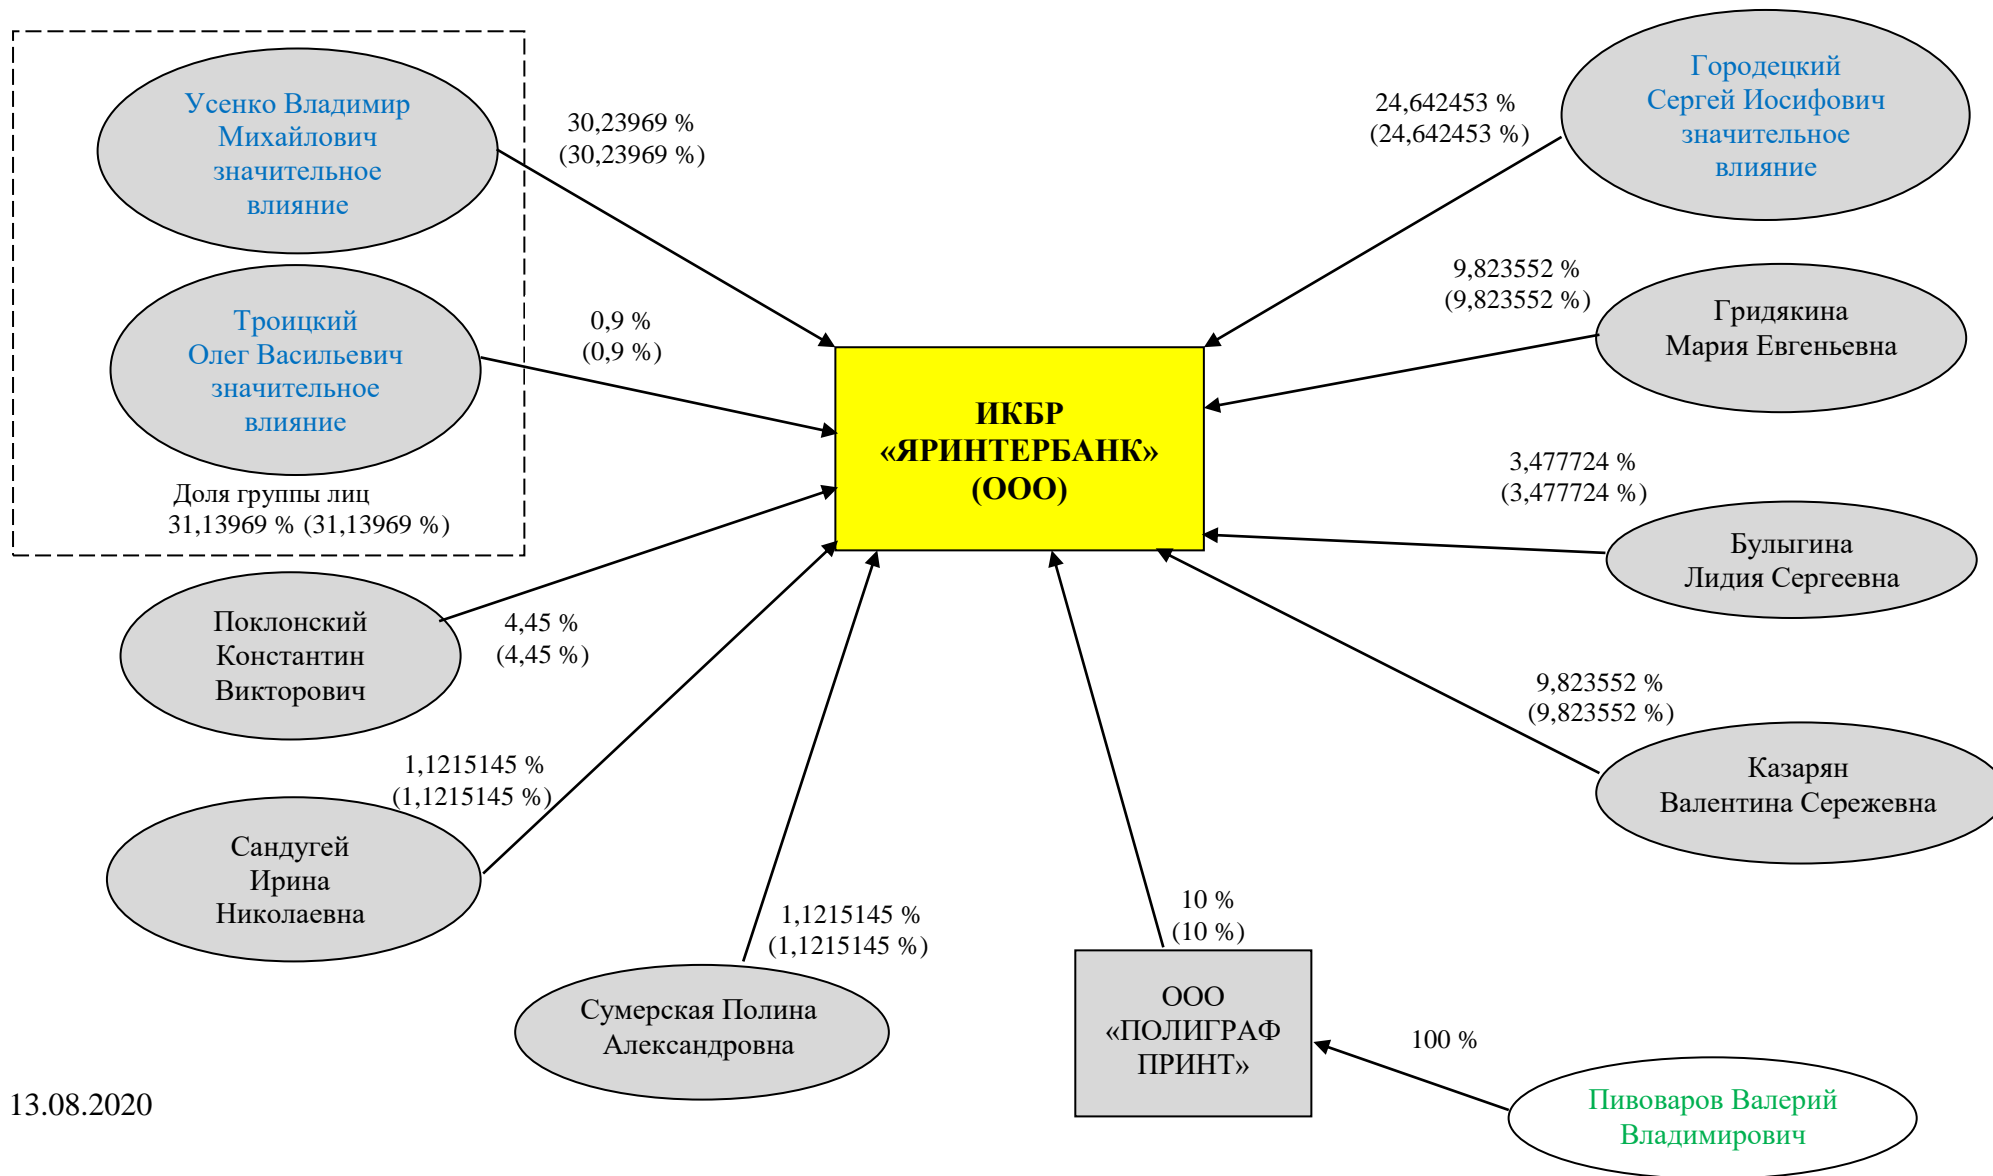 Усенко Владимир
Михайлович
значительное
влияние
30,23969 %
(30,23969 %)
Троицкий
Олег Васильевич
значительное
влияние
0,9 %
(0,9 %)
Доля группы лиц
31,13969 % (31,13969 %)
Поклонский
Константин
Викторович
4,45 %
(4,45 %)
Сандугей
Ирина
Николаевна
1,1215145 %
(1,1215145 %)
Сумерская Полина
Александровна
1,1215145 %
(1,1215145 %)
ИКБР
«ЯРИНТЕРБАНК»
(ООО)
Городецкий
Сергей Иосифович
значительное
влияние
24,642453 %
(24,642453 %)
Гридякина
Мария Евгеньевна
9,823552 %
(9,823552 %)
Булыгина
Лидия Сергеевна
3,477724 %
(3,477724 %)
Казарян
Валентина Сережевна
9,823552 %
(9,823552 %)
10 %
(10 %)
ООО
«ПОЛИГРАФ
ПРИНТ»
100 %
Пивоваров Валерий
Владимирович
13.08.2020